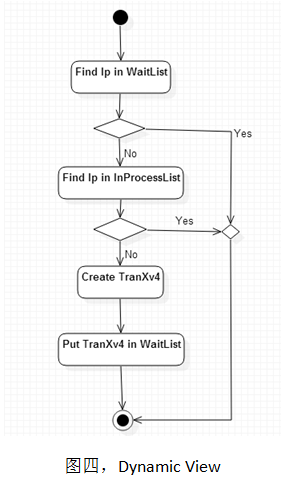 Find Ip in WaitList
Yes
No
Find Ip in InProcessList
Yes
No
Create TranXv4
Put TranXv4 in WaitList
图四，Dynamic View